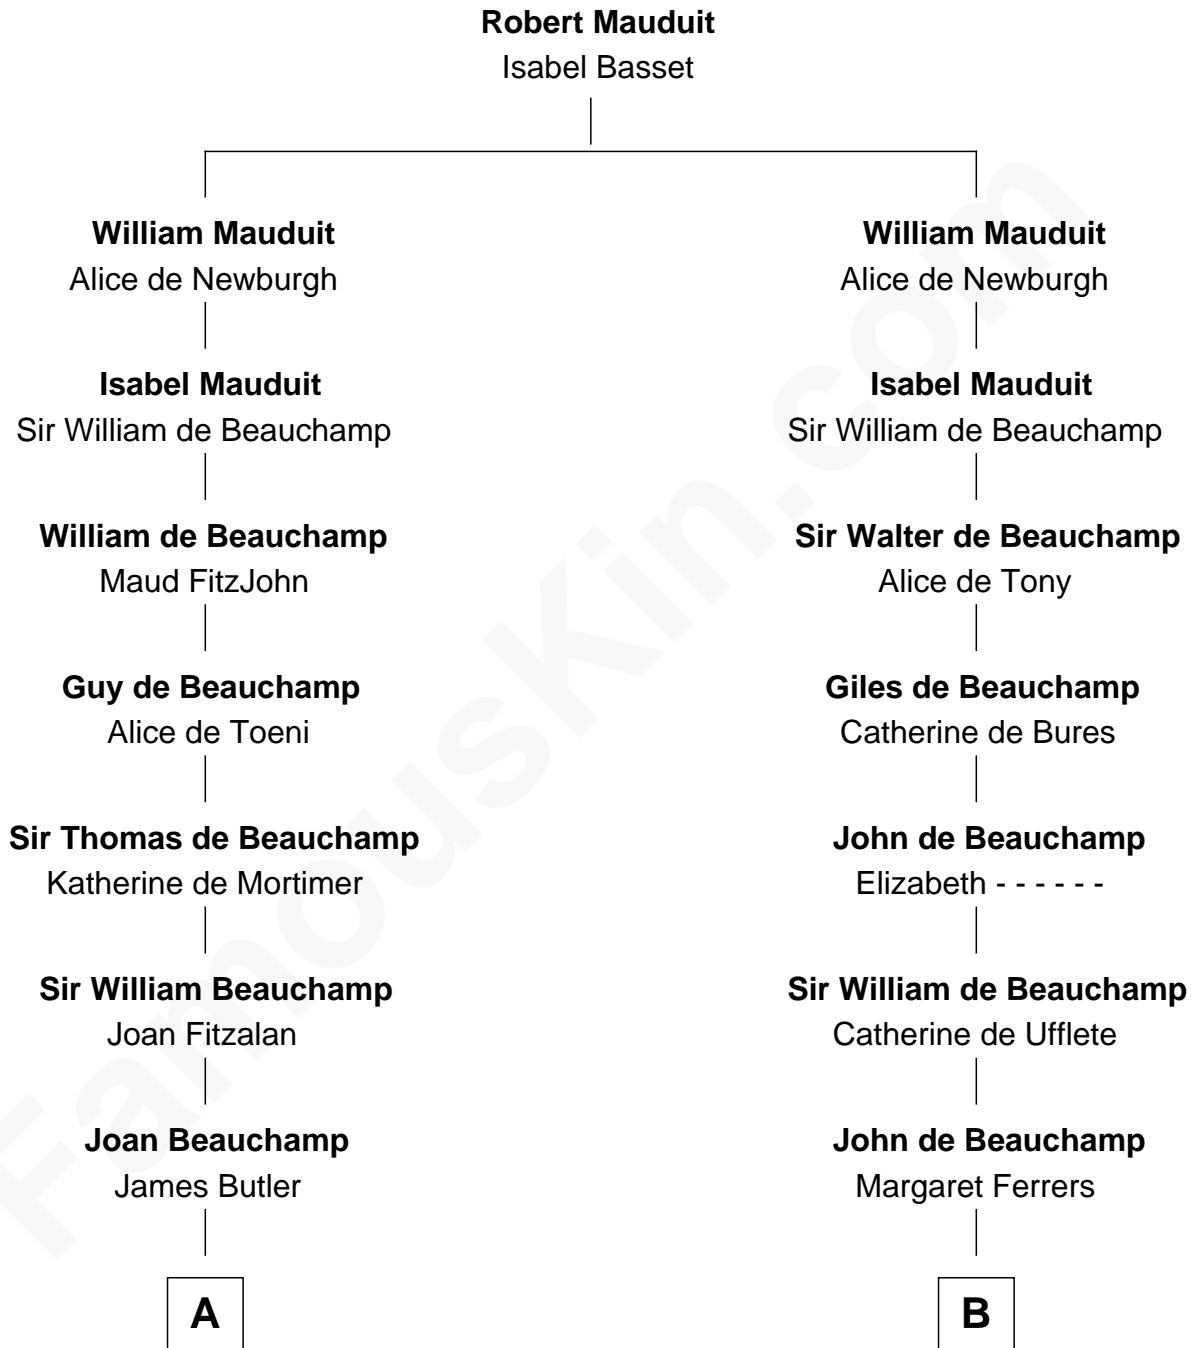 Robert Mauduit
Isabel Basset
William Mauduit
Alice de Newburgh
William Mauduit
Alice de Newburgh
Isabel Mauduit
Sir William de Beauchamp
Isabel Mauduit
Sir William de Beauchamp
William de Beauchamp
Maud FitzJohn
Sir Walter de Beauchamp
Alice de Tony
Guy de Beauchamp
Alice de Toeni
Giles de Beauchamp
Catherine de Bures
Sir Thomas de Beauchamp
Katherine de Mortimer
John de Beauchamp
Elizabeth - - - - - -
Sir William Beauchamp
Joan Fitzalan
Sir William de Beauchamp
Catherine de Ufflete
Joan Beauchamp
James Butler
John de Beauchamp
Margaret Ferrers
A
B
FamousKin.com